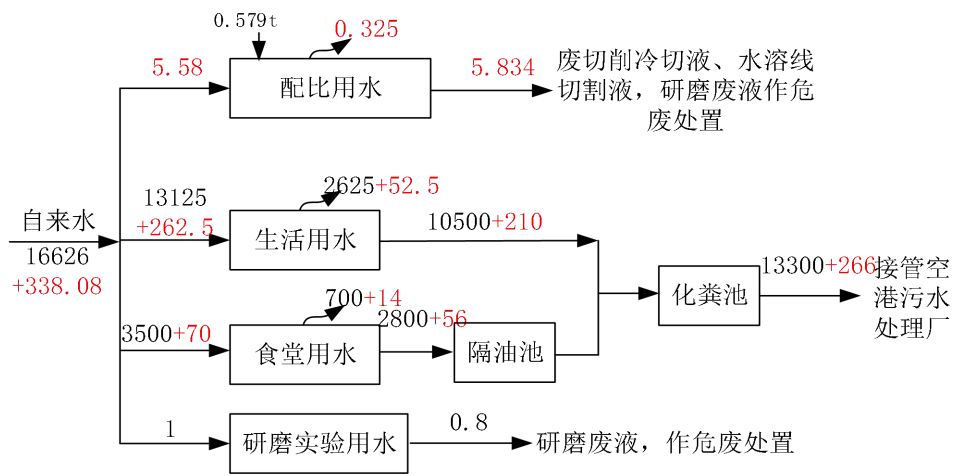 0.579t
0.325
5.58
配比用水
5.834
废切削冷切液、水溶线
切割液，研磨废液作危
废处置
13125
+262.5
2625+52.5
生活用水
10500+210
自来水
16626
+338.08
700+14
3500+70
食堂用水
2800+56
隔油池
化粪池
13300+266
接管空
港污水
处理厂
1
研磨实验用水
0.8
研磨废液，作危废处置